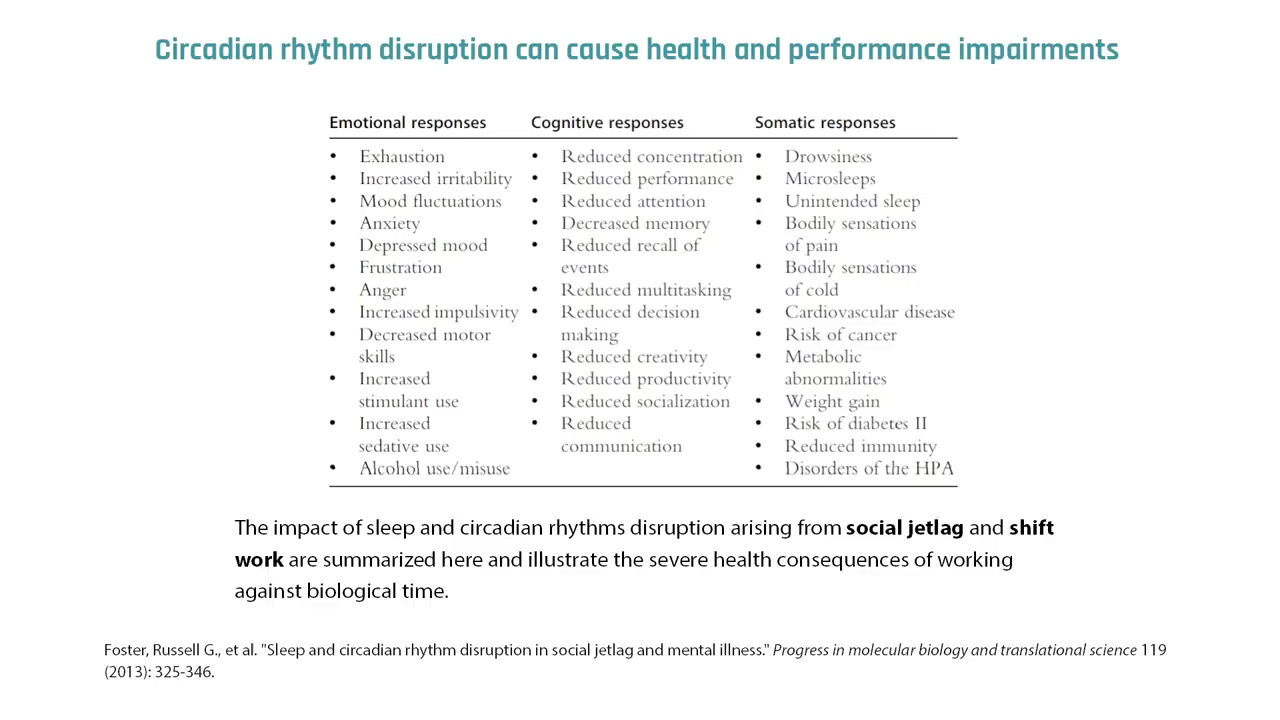 Circadian rhythm disruption can cause health and performance impairments
Emotional responses Cognitive responses Somatic responses
• Exhaustion
• Increased irritability
• Mood fluctuations
• Anxiety
• Depressed mood
• Frustration
• Anger
• Increased impulsivity
• Decreased motor
skills
• Increased
stimulant use
• Increased
sedative use
• Alcohol use/misuse
• Reduced concentration
• Reduced performance
• Reduced attention
• Decreased memory
• Reduced recall of
events
• Reduced multitasking
• Reduced decision
making
• Reduced creativity
• Reduced productivity
• Reduced socialization
• Reduced
communication
• Drowsiness
• Microsleeps
• Unintended sleep
• Bodily sensations
of pain
• Bodily sensations
of cold
• Cardiovascular disease
• Risk of cancer
• Metabolic
abnormalities
• Weight gain
• Risk of diabetes II
• Reduced immunity
• Disorders of the HPA
The impact of sleep and circadian rhythms disruption arising from social jetlag and shift
work are summarized here and illustrate the severe health consequences of working
against biological time.
Foster, Russell G., et al. "Sleep and circadian rhythm disruption in social jetlag and mental illness." Progress in molecular biology and translational science 119
(2013): 325-346.